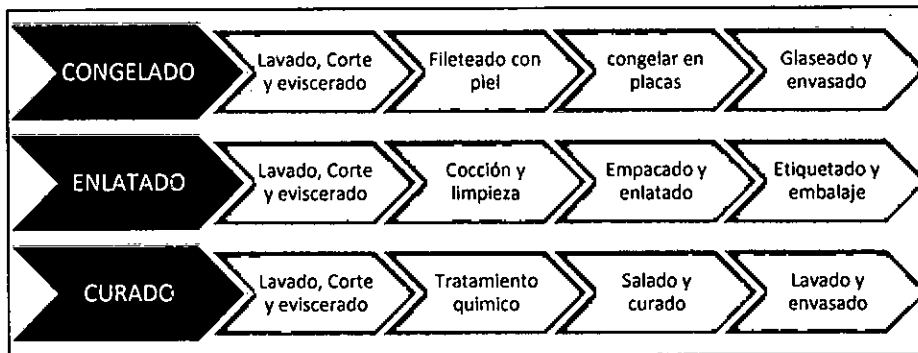 CONGELADO
Lavado, Corte
y eviscerado
Fileteado con
piel
congelar en
placas
Glaseado y
envasado
ENLATADO
Lavado, Corte
y eviscerado
Cocción y
limpieza
Empacado y
enlatado
Etiquetado y
embalaje
CURADO
Lavado, Corte
y eviscerado
Tratamiento
quimico
Salado y
curado
Lavado y
envasado